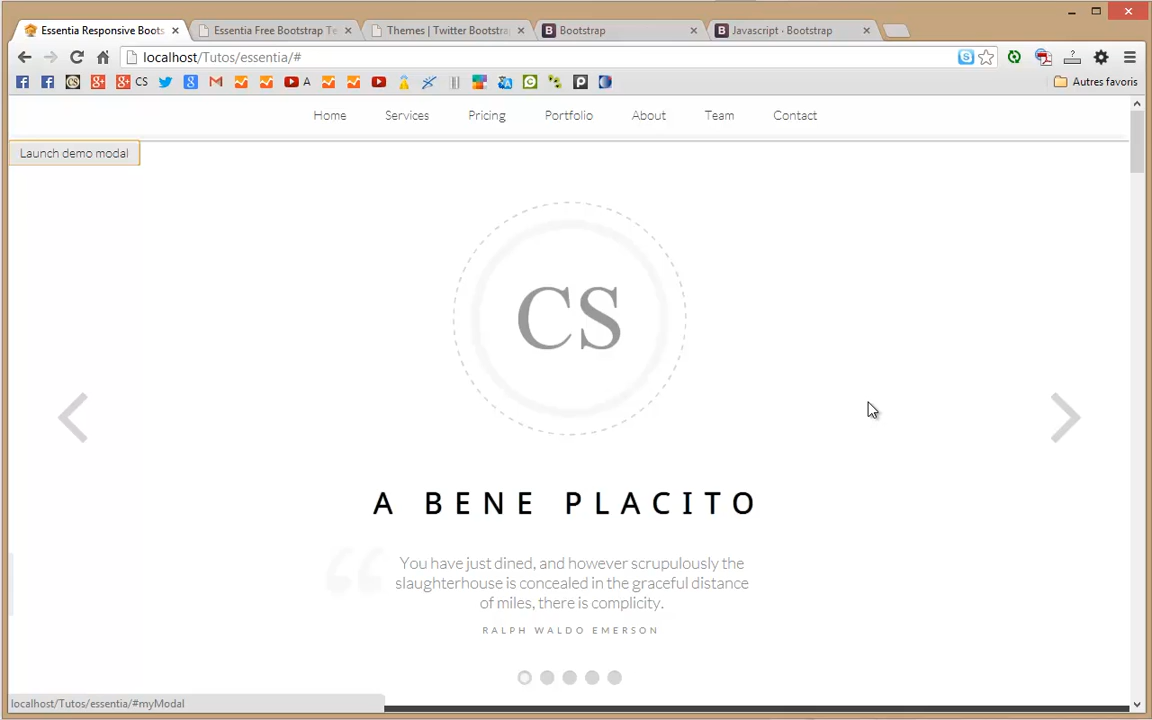 Essentia Responsive Boots
Essentia Free Bootstrap Te
Themes | Twitter Bootstra
Bootstrap
Javascript · Bootstrap
localhost/Tutos/essentia/#
CS
A
Autres favoris
Home
Services
Pricing
Portfolio
About
Team
Contact
Launch demo modal
CS
A BENE PLACITO
You have just dined, and however scrupulously the
slaughterhouse is concealed in the graceful distance
of miles, there is complicity.
RALPH WALDO EMERSON
localhost/Tutos/essentia/#myModal